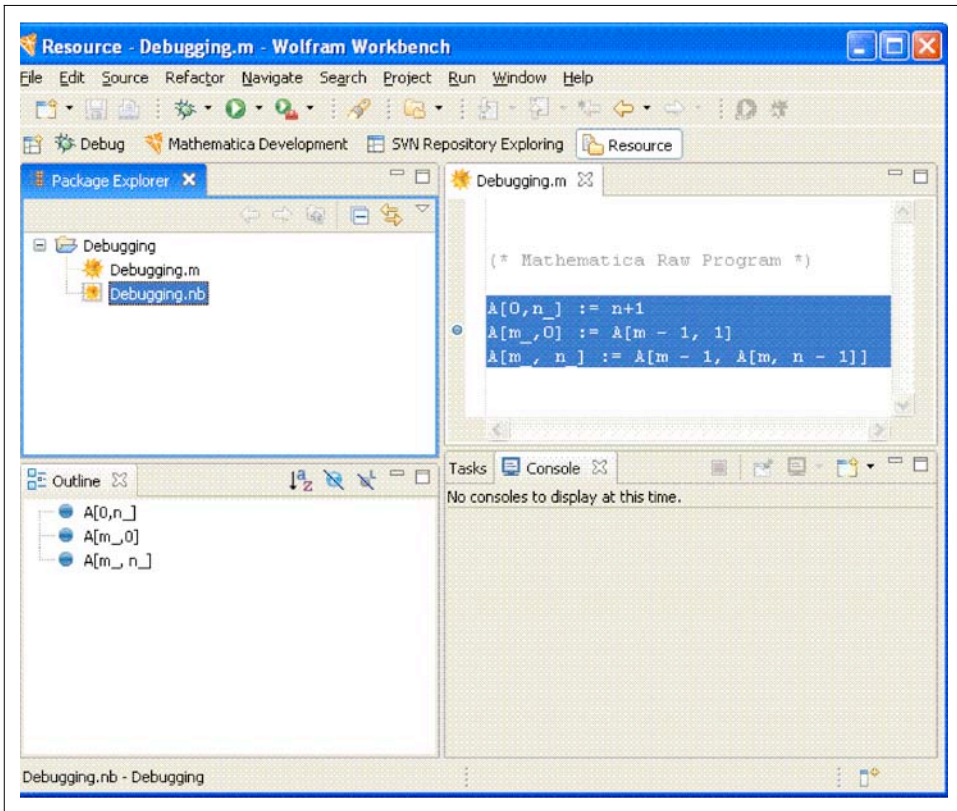 Resource - Debugging.m - Wolfram Workbench
File Edit Source Refactor Navigate Search Project Run Window Help
Debug Mathematica Development SVN Repository Exploring Resource
Package Explorer
Debugging
Debugging.m
Debugging.nb
Debugging.m
(* Mathematica Raw Program *)
A[0,n_] := n+1
A[m_,0] := A[m - 1, 1]
A[m_, n_] := A[m - 1, A[m, n - 1]]
Outline
A[0,n_]
A[m_,0]
A[m_, n_]
Tasks Console
No consoles to display at this time.
Debugging.nb - Debugging